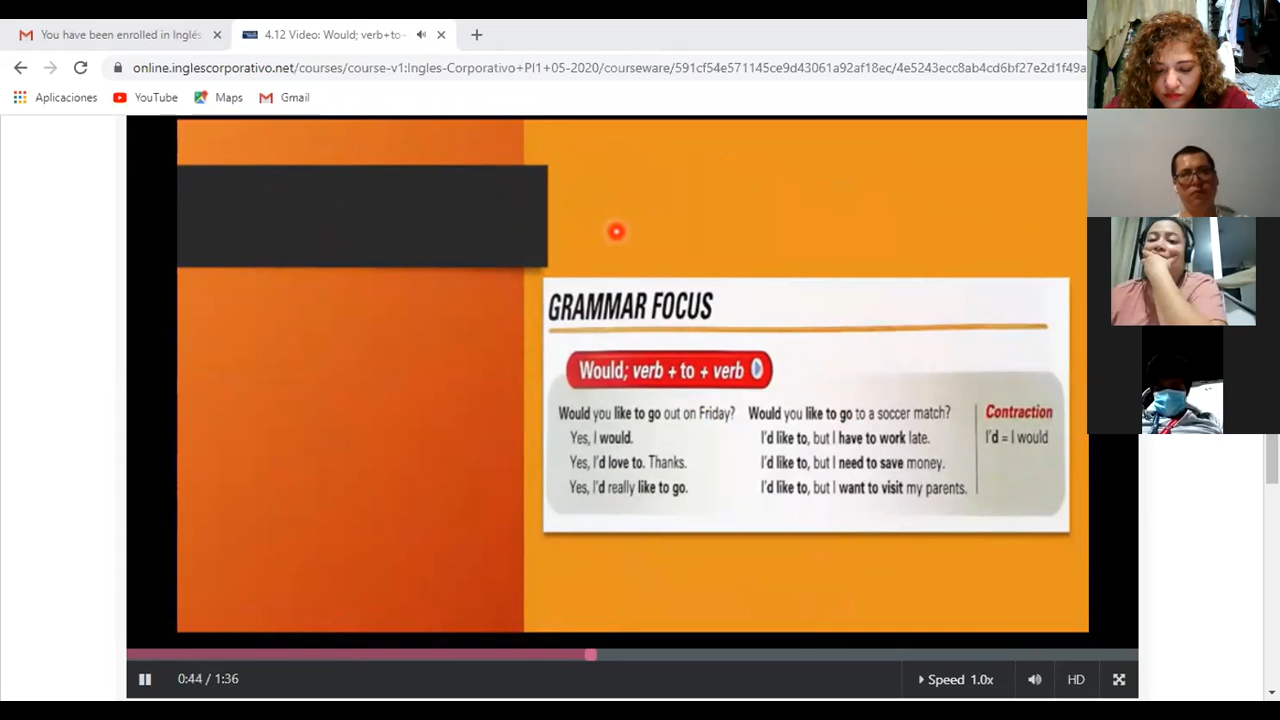 You have been enrolled in Inglés
4.12 Video: Would; verb+to
online.inglescorporativo.net/courses/course-v1:Ingles-Corporativo+PI1+05-2020/courseware/591cf54e571145ce9d43061a92af18ec/4e5243ecc8ab4cd6bf27e2d1f49a
Aplicaciones YouTube Maps Gmail
GRAMMAR FOCUS
Would; verb + to + verb
Would you like to go out on Friday?
Yes, I would.
Yes, I'd love to. Thanks.
Yes, I'd really like to go.
Would you like to go to a soccer match?
I'd like to, but I have to work late.
I'd like to, but I need to save money.
I'd like to, but I want to visit my parents.
Contraction
I'd = I would
0:44 / 1:36
Speed 1.0x HD